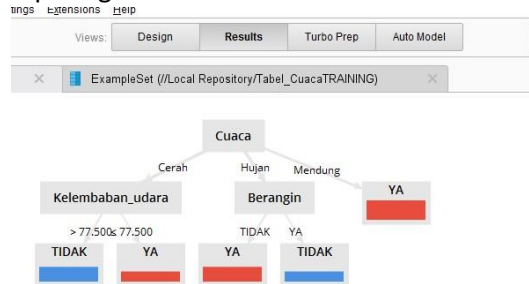 tings Extensions Help
Views: Design Results Turbo Prep Auto Model
ExampleSet (//Local Repository/Tabel_CuacaTRAINING)
Cuaca
Cerah Hujan Mendung
Kelembaban_udara Berangin YA
> 77.500 ≤ 77.500 TIDAK YA
TIDAK YA YA TIDAK